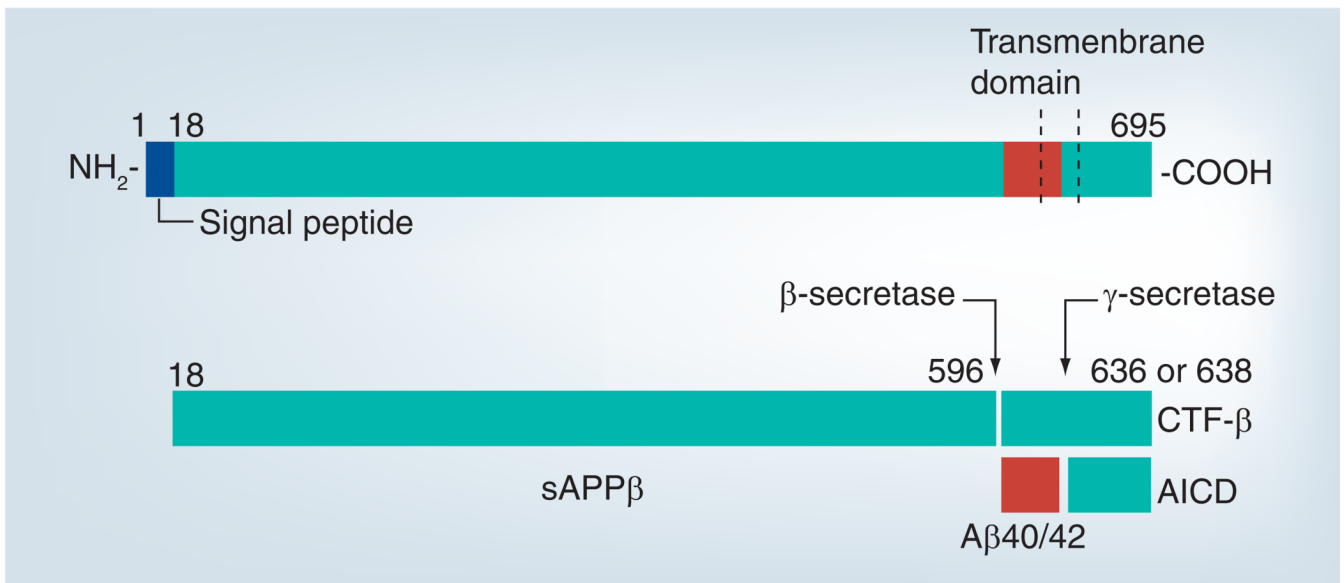 Transmenbrane
domain
1 18 695
NH2- -COOH
Signal peptide
β-secretase γ-secretase
18 596 636 or 638
CTF-β
sAPPβ AICD
Aβ40/42